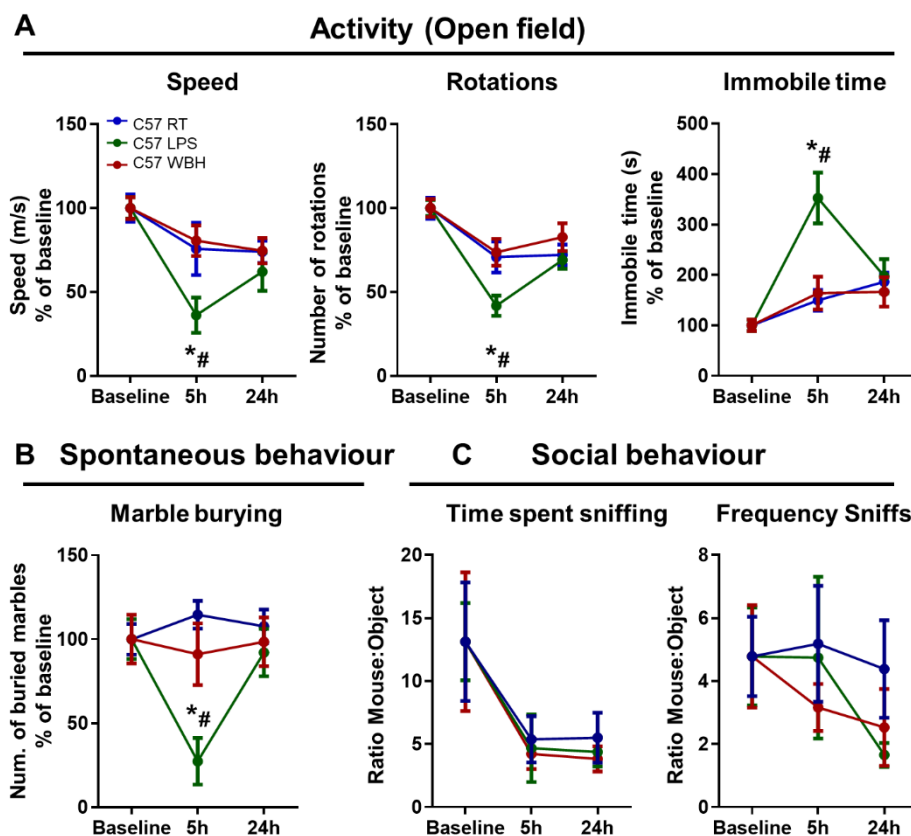 A
Activity (Open field)
Speed
Rotations
Immobile time
Speed (m/s)
% of baseline
150
100
50
0
C57 RT
C57 LPS
C57 WBH
*#
Baseline 5h 24h
Number of rotations
% of baseline
150
100
50
0
*#
Baseline 5h 24h
Immobile time (s)
% of baseline
500
400
300
200
100
0
*#
Baseline 5h 24h
B Spontaneous behaviour
C Social behaviour
Marble burying
Time spent sniffing
Frequency Sniffs
Num. of buried marbles
% of baseline
150
100
50
0
*#
Baseline 5h 24h
Ratio Mouse:Object
20
15
10
5
0
Baseline 5h 24h
Ratio Mouse:Object
8
6
4
2
0
Baseline 5h 24h